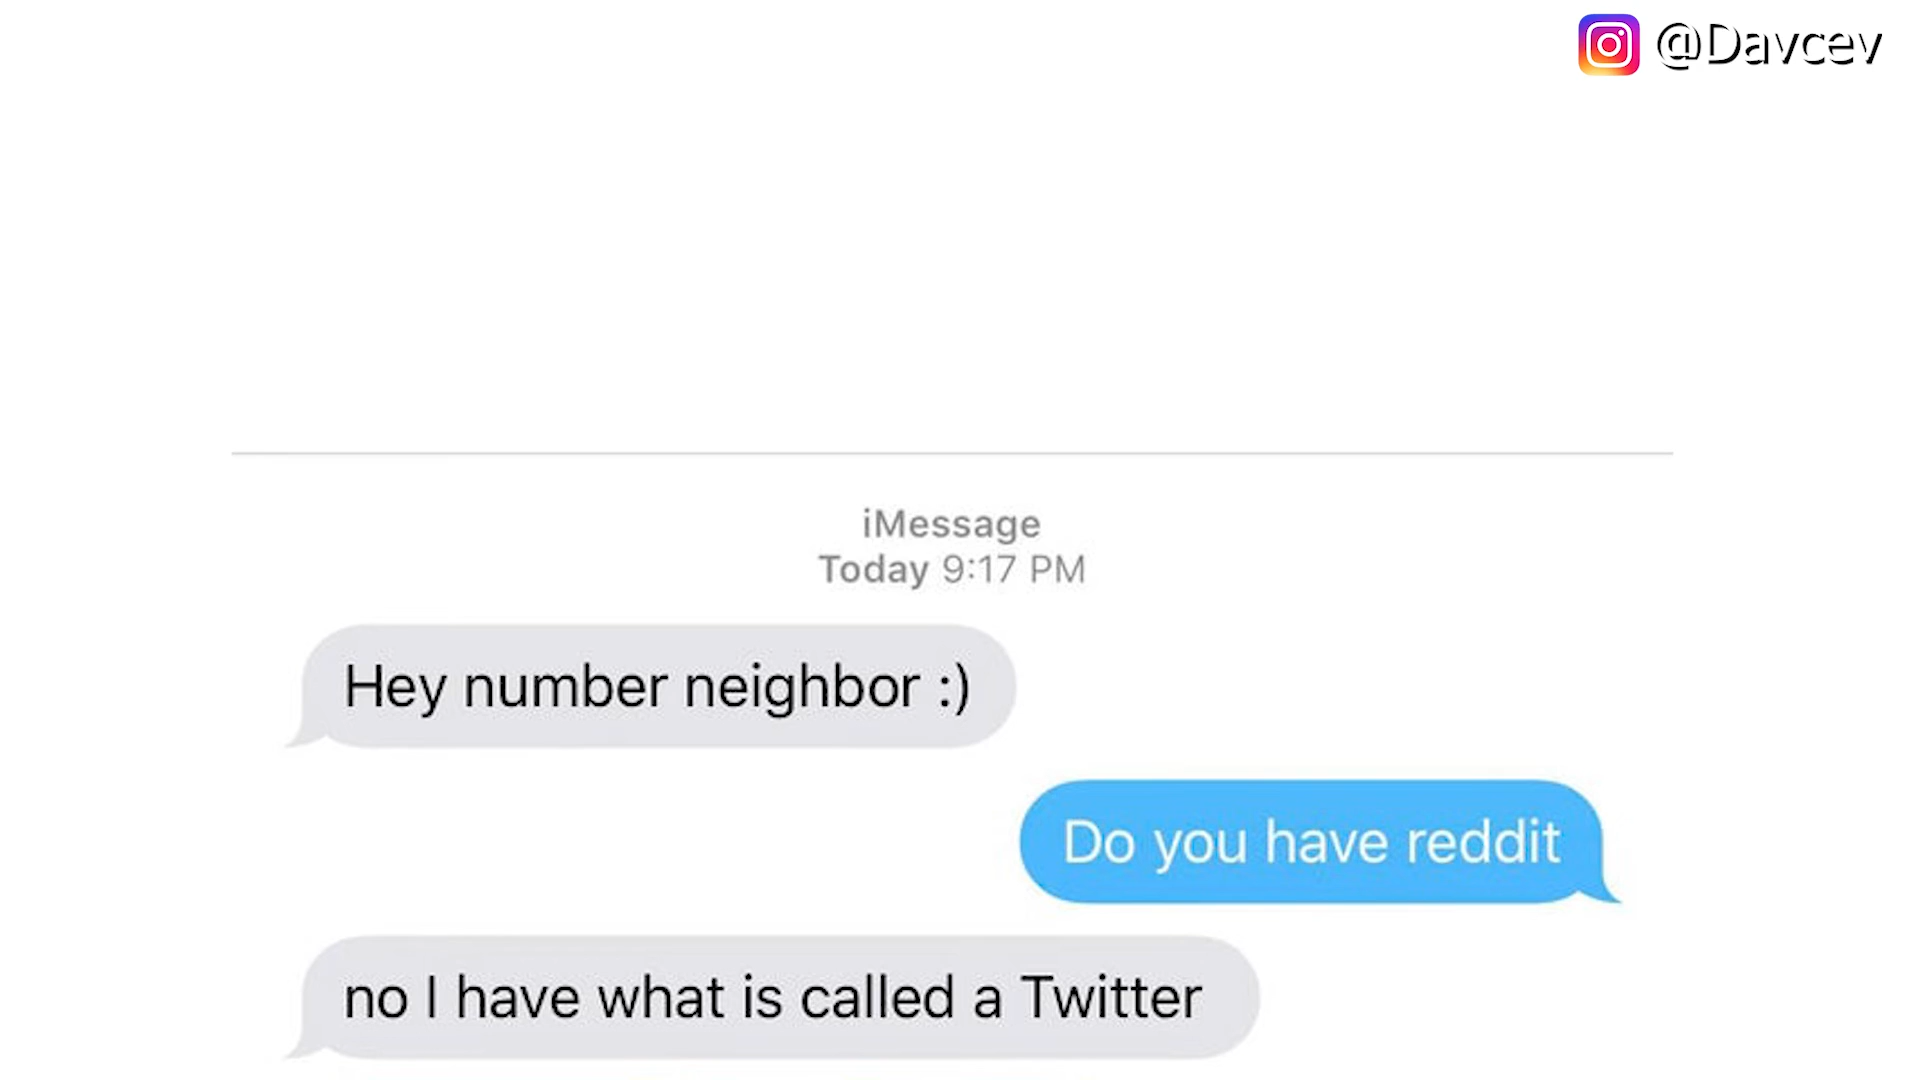 @Davcev
iMessage
Today 9:17 PM
Hey number neighbor :)
Do you have reddit
no I have what is called a Twitter